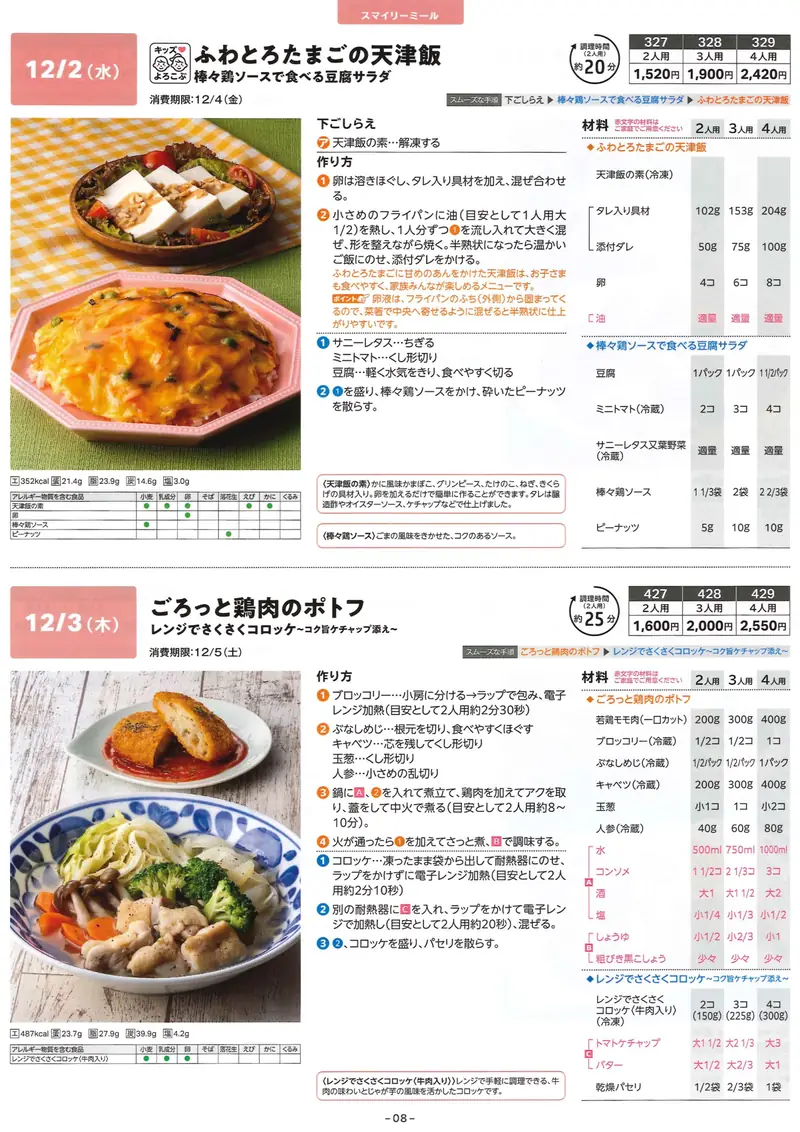 スマイリーミール
12/2(水)
キッズ
よろこぶ
ふわとろたまごの天津飯
棒々鶏ソースで食べる豆腐サラダ
消費期限:12/4(金)
調理時間
(2人用)
約20分
327 328 329
2人用 3人用 4人用
1,520円 1,900円 2,420円
スムーズな手順 下ごしらえ ▶ 棒々鶏ソースで食べる豆腐サラダ ▶ ふわとろたまごの天津飯
下ごしらえ
ア 天津飯の素…解凍する
作り方
1 卵は溶きほぐし、タレ入り具材を加え、混ぜ合わせ
る。
2 小さめのフライパンに油(目安として1人用大
1/2)を熱し、1人分ずつ1を流し入れて大きく混
ぜ、形を整えながら焼く。半熟状になったら温かい
ご飯にのせ、添付ダレをかける。
ふわとろたまごに甘めのあんをかけた天津飯は、お子さま
も食べやすく、家族みんなが楽しめるメニューです。
ポイント 卵液は、フライパンのふち(外側)から固まってく
るので、菜箸で中央へ寄せるように混ぜると半熟状に仕上
がりやすいです。
1 サニーレタス…ちぎる
ミニトマト…くし形切り
豆腐…軽く水気をきり、食べやすく切る
2 1を盛り、棒々鶏ソースをかけ、砕いたピーナッツ
を散らす。
〈天津飯の素〉かに風味かまぼこ、グリンピース、たけのこ、ねぎ、きくら
げの具材入り。卵を加えるだけで簡単に作ることができます。タレは醸
造酢やオイスターソース、ケチャップなどで仕上げました。
〈棒々鶏ソース〉ごまの風味をきかせた、コクのあるソース。
材料 赤文字の材料は
ご家庭でご用意ください
2人用 3人用 4人用
◆ふわとろたまごの天津飯
天津飯の素(冷凍)
タレ入り具材 102g 153g 204g
添付ダレ 50g 75g 100g
卵 4コ 6コ 8コ
油 適量 適量 適量
◆棒々鶏ソースで食べる豆腐サラダ
豆腐 1パック 1パック 1 1/2パック
ミニトマト(冷蔵) 2コ 3コ 4コ
サニーレタス又葉野菜
(冷蔵) 適量 適量 適量
棒々鶏ソース 1 1/3袋 2袋 2 2/3袋
ピーナッツ 5g 10g 10g
エ352kcal 蛋21.4g 脂23.9g 炭14.6g 塩3.0g
アレルギー物質を含む食品 小麦 乳成分 卵 そば 落花生 えび かに くるみ
天津飯の素 ● ● ● ● ●
卵 ●
棒々鶏ソース ●
ピーナッツ ●
12/3(木)
ごろっと鶏肉のポトフ
レンジでさくさくコロッケ~コク旨ケチャップ添え~
消費期限:12/5(土)
調理時間
(2人用)
約25分
427 428 429
2人用 3人用 4人用
1,600円 2,000円 2,550円
スムーズな手順 ごろっと鶏肉のポトフ ▶ レンジでさくさくコロッケ~コク旨ケチャップ添え~
作り方
1 ブロッコリー…小房に分ける→ラップで包み、電子
レンジ加熱(目安として2人用約2分30秒)
2 ぶなしめじ…根元を切り、食べやすくほぐす
キャベツ…芯を残してくし形切り
玉葱…くし形切り
人参…小さめの乱切り
3 鍋にA、2を入れて煮立て、鶏肉を加えてアクを取
り、蓋をして中火で煮る(目安として2人用約8~
10分)。
4 火が通ったら1を加えてさっと煮、Bで調味する。
1 コロッケ…凍ったまま袋から出して耐熱器にのせ、
ラップをかけずに電子レンジ加熱(目安として2人
用約2分10秒)
2 別の耐熱器にCを入れ、ラップをかけて電子レン
ジで加熱し(目安として2人用約20秒)、混ぜる。
3 2、コロッケを盛り、パセリを散らす。
〈レンジでさくさくコロッケ(牛肉入り)〉レンジで手軽に調理できる、牛
肉の味わいとじゃが芋の風味を活かしたコロッケです。
材料 赤文字の材料は
ご家庭でご用意ください
2人用 3人用 4人用
◆ごろっと鶏肉のポトフ
若鶏モモ肉(一口カット) 200g 300g 400g
ブロッコリー(冷蔵) 1/2コ 1/2コ 1コ
ぶなしめじ(冷蔵) 1/2パック 1/2パック 1パック
キャベツ(冷蔵) 200g 300g 400g
玉葱 小1コ 1コ 小2コ
人参(冷蔵) 40g 60g 80g
A
水 500ml 750ml 1000ml
コンソメ 1 1/2コ 2 1/3コ 3コ
酒 大1 大1 1/2 大2
塩 小1/4 小1/3 小1/2
B
しょうゆ 小1/2 小2/3 小1
粗びき黒こしょう 少々 少々 少々
◆レンジでさくさくコロッケ~コク旨ケチャップ添え~
レンジでさくさく
コロッケ(牛肉入り)
(冷凍) 2コ(150g) 3コ(225g) 4コ(300g)
C
トマトケチャップ 大1 1/2 大2 1/3 大3
バター 大1/2 大2/3 大1
乾燥パセリ 1/2袋 2/3袋 1袋
エ487kcal 蛋23.7g 脂27.9g 炭39.9g 塩4.2g
アレルギー物質を含む食品 小麦 乳成分 卵 そば 落花生 えび かに くるみ
レンジでさくさくコロッケ(牛肉入り) ● ● ●
-08-